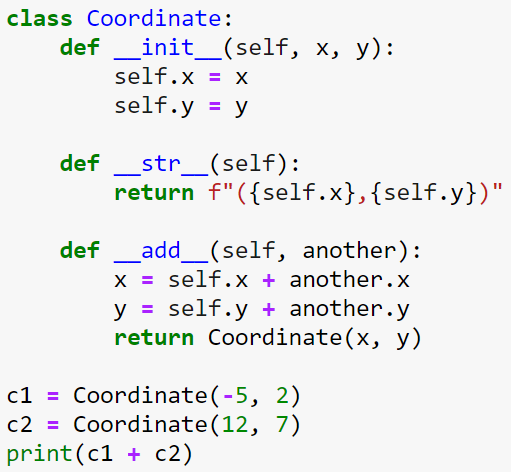 class Coordinate:
    def __init__(self, x, y):
        self.x = x
        self.y = y

    def __str__(self):
        return f"({self.x},{self.y})"

    def __add__(self, another):
        x = self.x + another.x
        y = self.y + another.y
        return Coordinate(x, y)

c1 = Coordinate(-5, 2)
c2 = Coordinate(12, 7)
print(c1 + c2)